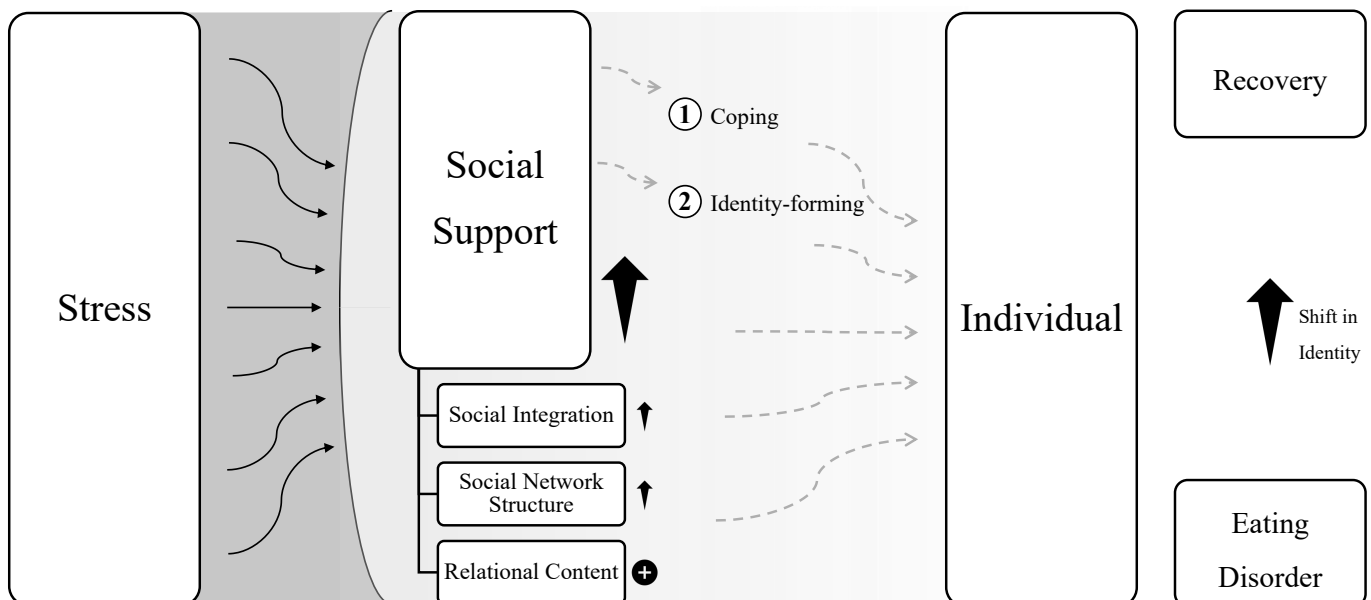 Stress
Social
Support
1 Coping
2 Identity-forming
Social Integration
Social Network
Structure
Relational Content
+
Individual
Recovery
Shift in
Identity
Eating
Disorder